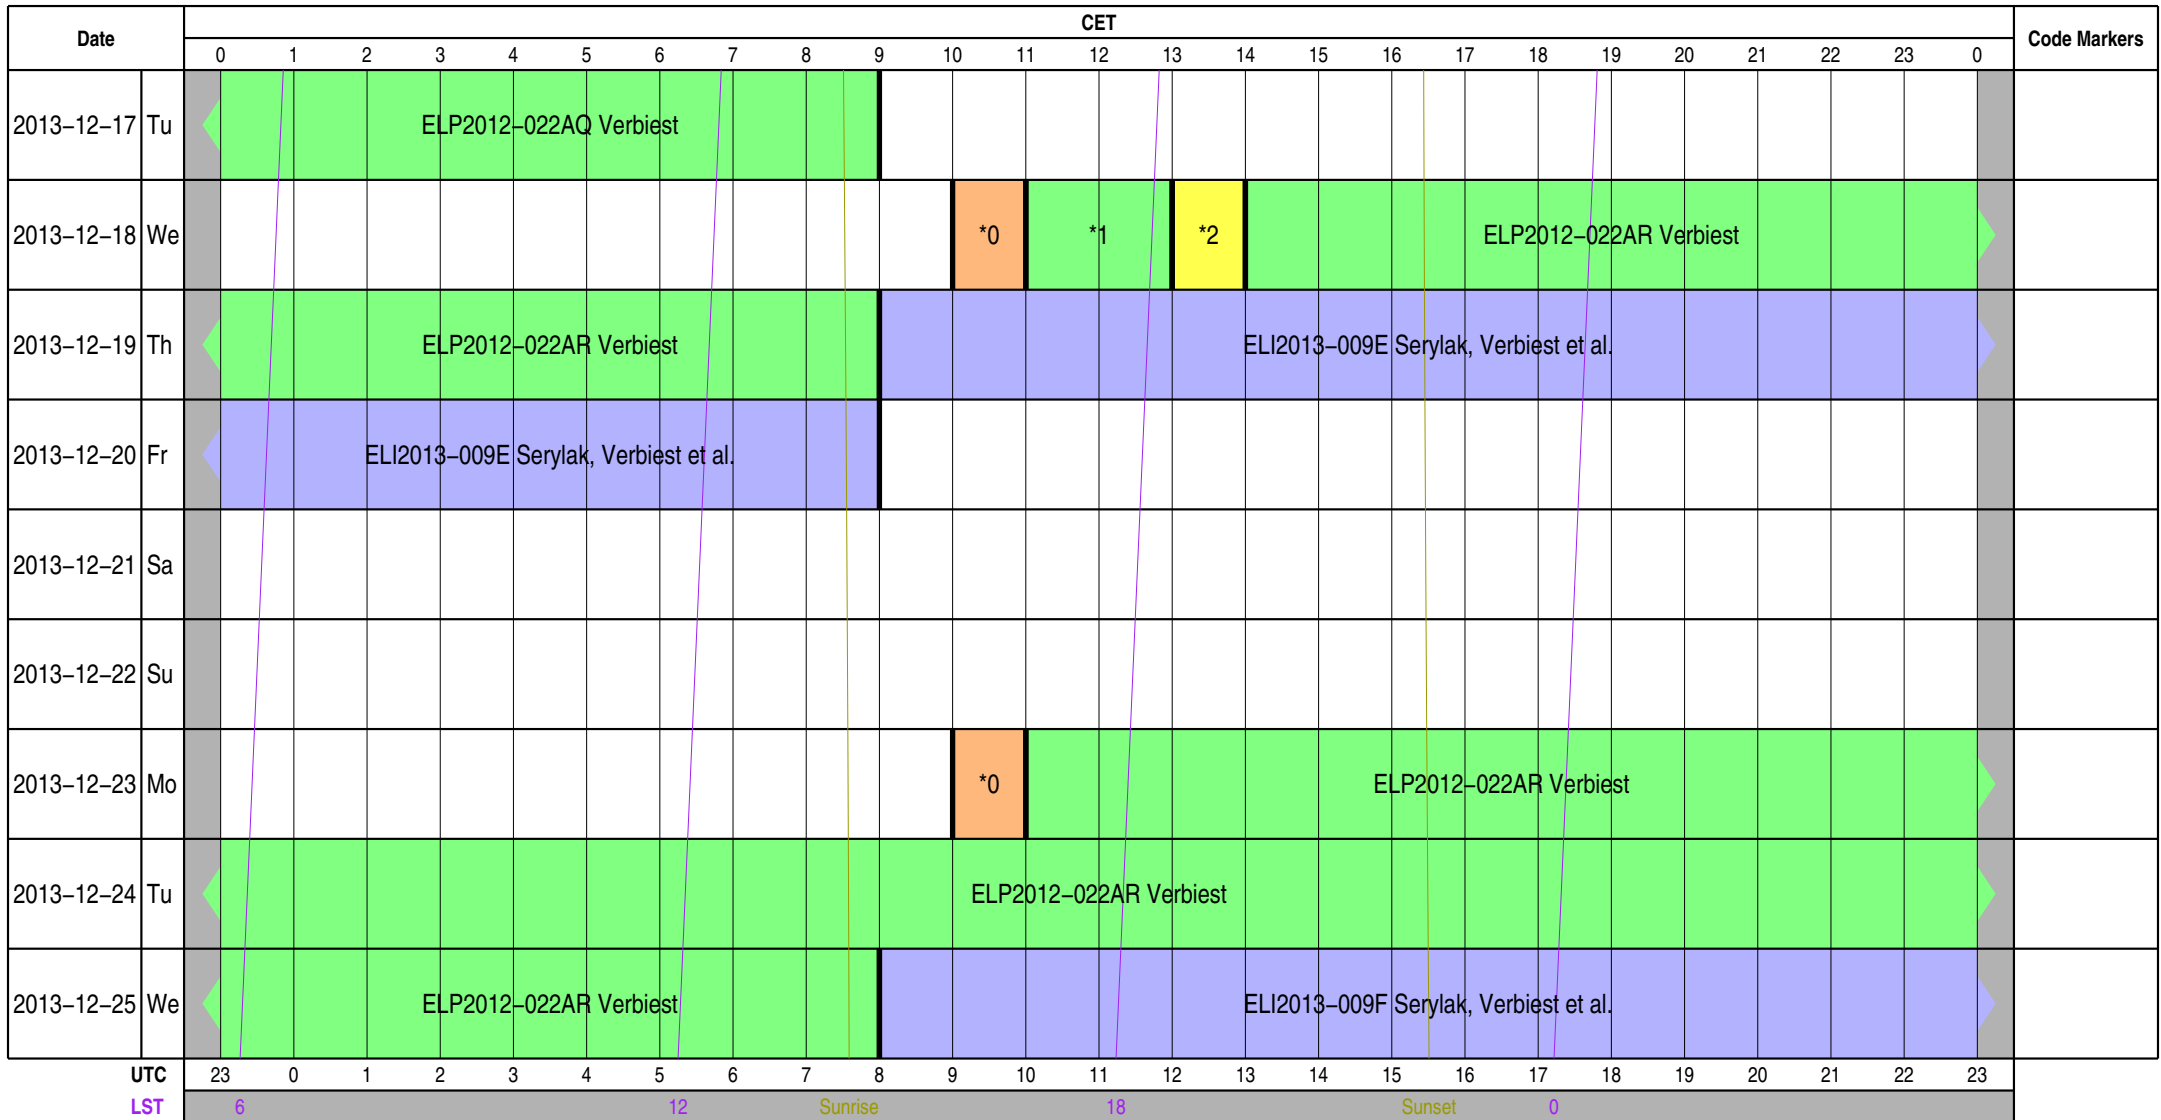 Date CET Code Markers
0 1 2 3 4 5 6 7 8 9 10 11 12 13 14 15 16 17 18 19 20 21 22 23 0
2013−12−17 Tu ELP2012−022AQ Verbiest
2013−12−18 We *0 *1 *2 ELP2012−022AR Verbiest
2013−12−19 Th ELP2012−022AR Verbiest ELI2013−009E Serylak, Verbiest et al.
2013−12−20 Fr ELI2013−009E Serylak, Verbiest et al.
2013−12−21 Sa
2013−12−22 Su
2013−12−23 Mo *0 ELP2012−022AR Verbiest
2013−12−24 Tu ELP2012−022AR Verbiest
2013−12−25 We ELP2012−022AR Verbiest ELI2013−009F Serylak, Verbiest et al.
UTC 23 0 1 2 3 4 5 6 7 8 9 10 11 12 13 14 15 16 17 18 19 20 21 22 23
LST 6 12 Sunrise 18 Sunset 0